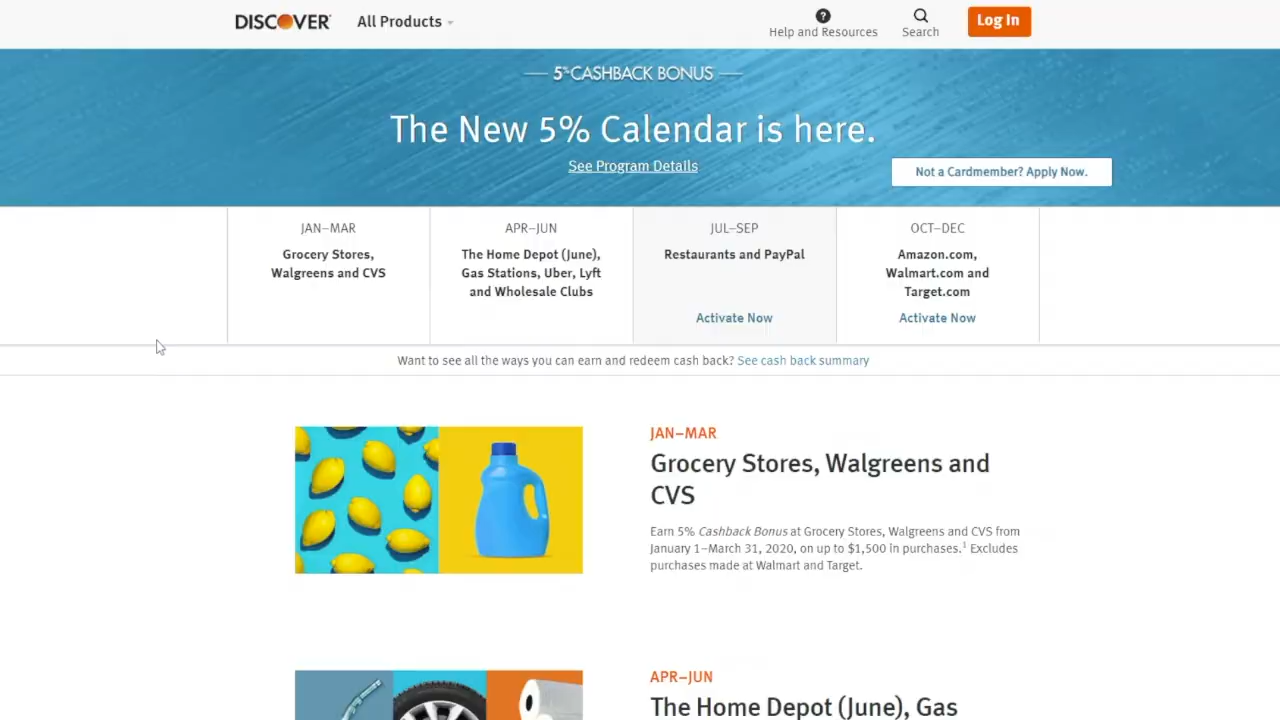 DISCOVER
All Products
Help and Resources
Search
Log In
5% CASHBACK BONUS
The New 5% Calendar is here.
See Program Details
Not a Cardmember? Apply Now.
JAN–MAR
Grocery Stores,
Walgreens and CVS
APR–JUN
The Home Depot (June),
Gas Stations, Uber, Lyft
and Wholesale Clubs
JUL–SEP
Restaurants and PayPal
Activate Now
OCT–DEC
Amazon.com,
Walmart.com and
Target.com
Activate Now
Want to see all the ways you can earn and redeem cash back? See cash back summary
JAN–MAR
Grocery Stores, Walgreens and
CVS
Earn 5% Cashback Bonus at Grocery Stores, Walgreens and CVS from
January 1–March 31, 2020, on up to $1,500 in purchases.1 Excludes
purchases made at Walmart and Target.
APR–JUN
The Home Depot (June), Gas